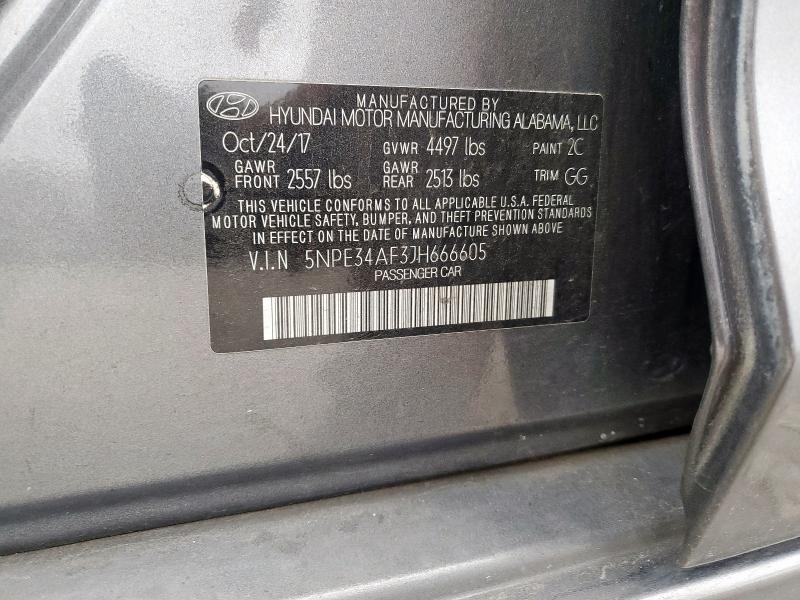 MANUFACTURED BY
HYUNDAI MOTOR MANUFACTURING ALABAMA, LLC
Oct/24/17 GVWR 4497 lbs PAINT 2C
GAWR FRONT 2557 lbs GAWR REAR 2513 lbs TRIM GG
THIS VEHICLE CONFORMS TO ALL APPLICABLE U.S.A. FEDERAL
MOTOR VEHICLE SAFETY, BUMPER, AND THEFT PREVENTION STANDARDS
IN EFFECT ON THE DATE OF MANUFACTURE SHOWN ABOVE
V.I.N 5NPE34AF3JH666605
PASSENGER CAR